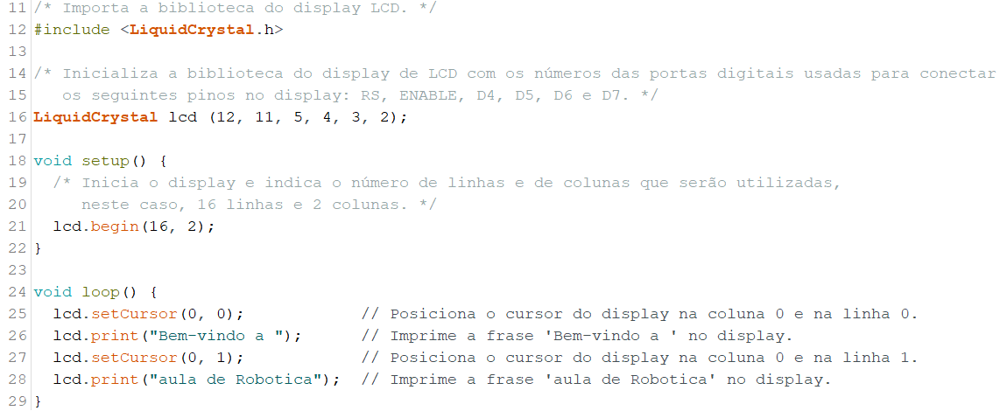 11 /* Importa a biblioteca do display LCD. */
12 #include <LiquidCrystal.h>
13
14 /* Inicializa a biblioteca do display de LCD com os números das portas digitais usadas para conectar
15    os seguintes pinos no display: RS, ENABLE, D4, D5, D6 e D7. */
16 LiquidCrystal lcd (12, 11, 5, 4, 3, 2);
17
18 void setup() {
19   /* Inicia o display e indica o número de linhas e de colunas que serão utilizadas,
20      neste caso, 16 linhas e 2 colunas. */
21   lcd.begin(16, 2);
22 }
23
24 void loop() {
25   lcd.setCursor(0, 0);            // Posiciona o cursor do display na coluna 0 e na linha 0.
26   lcd.print("Bem-vindo a ");      // Imprime a frase 'Bem-vindo a ' no display.
27   lcd.setCursor(0, 1);            // Posiciona o cursor do display na coluna 0 e na linha 1.
28   lcd.print("aula de Robotica");  // Imprime a frase 'aula de Robotica' no display.
29 }